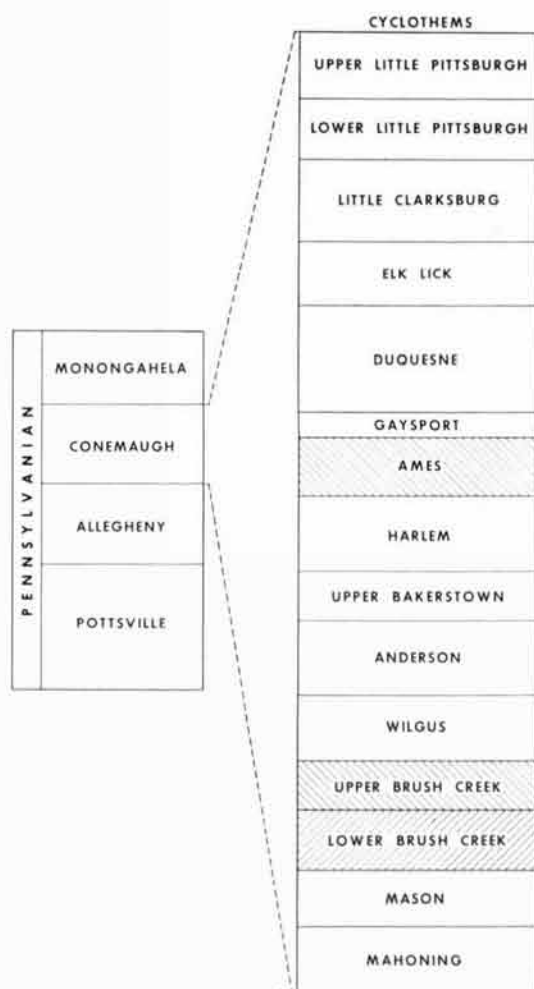 CYCLOTHEMS
UPPER LITTLE PITTSBURGH
LOWER LITTLE PITTSBURGH
LITTLE CLARKSBURG
ELK LICK
DUQUESNE
GAYSPORT
AMES
HARLEM
UPPER BAKERSTOWN
ANDERSON
WILGUS
UPPER BRUSH CREEK
LOWER BRUSH CREEK
MASON
MAHONING
PENNSYLVANIAN
MONONGAHELA
CONEMAUGH
ALLEGHENY
POTTSVILLE